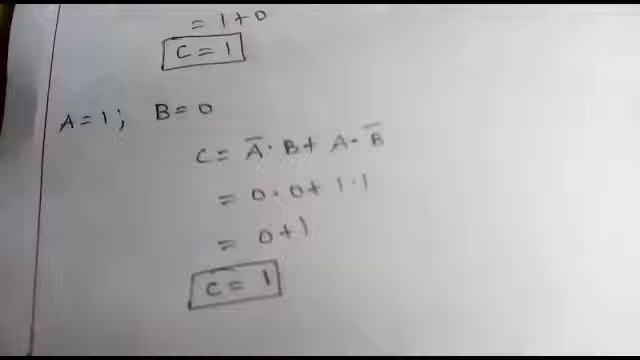 = 1+0
C = 1
A=1; B=0
C = A̅ · B + A · B̅
= 0·0 + 1·1
= 0+1
C = 1